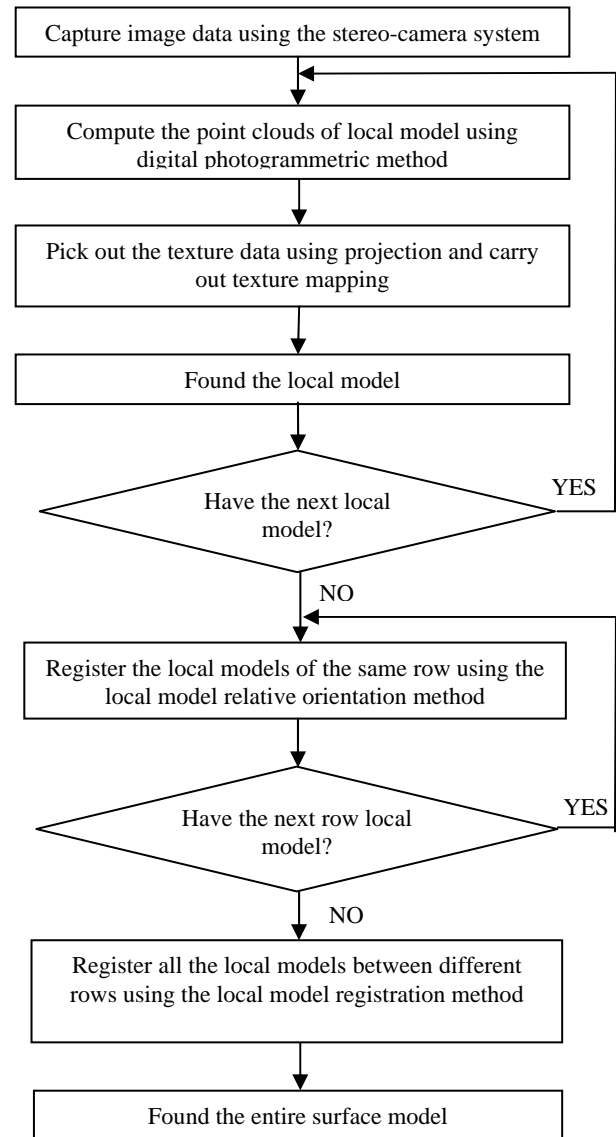 Capture image data using the stereo-camera system
Compute the point clouds of local model using
digital photogrammetric method
Pick out the texture data using projection and carry
out texture mapping
Found the local model
Have the next local
model?
YES
NO
Register the local models of the same row using the
local model relative orientation method
Have the next row local
model?
YES
NO
Register all the local models between different
rows using the local model registration method
Found the entire surface model